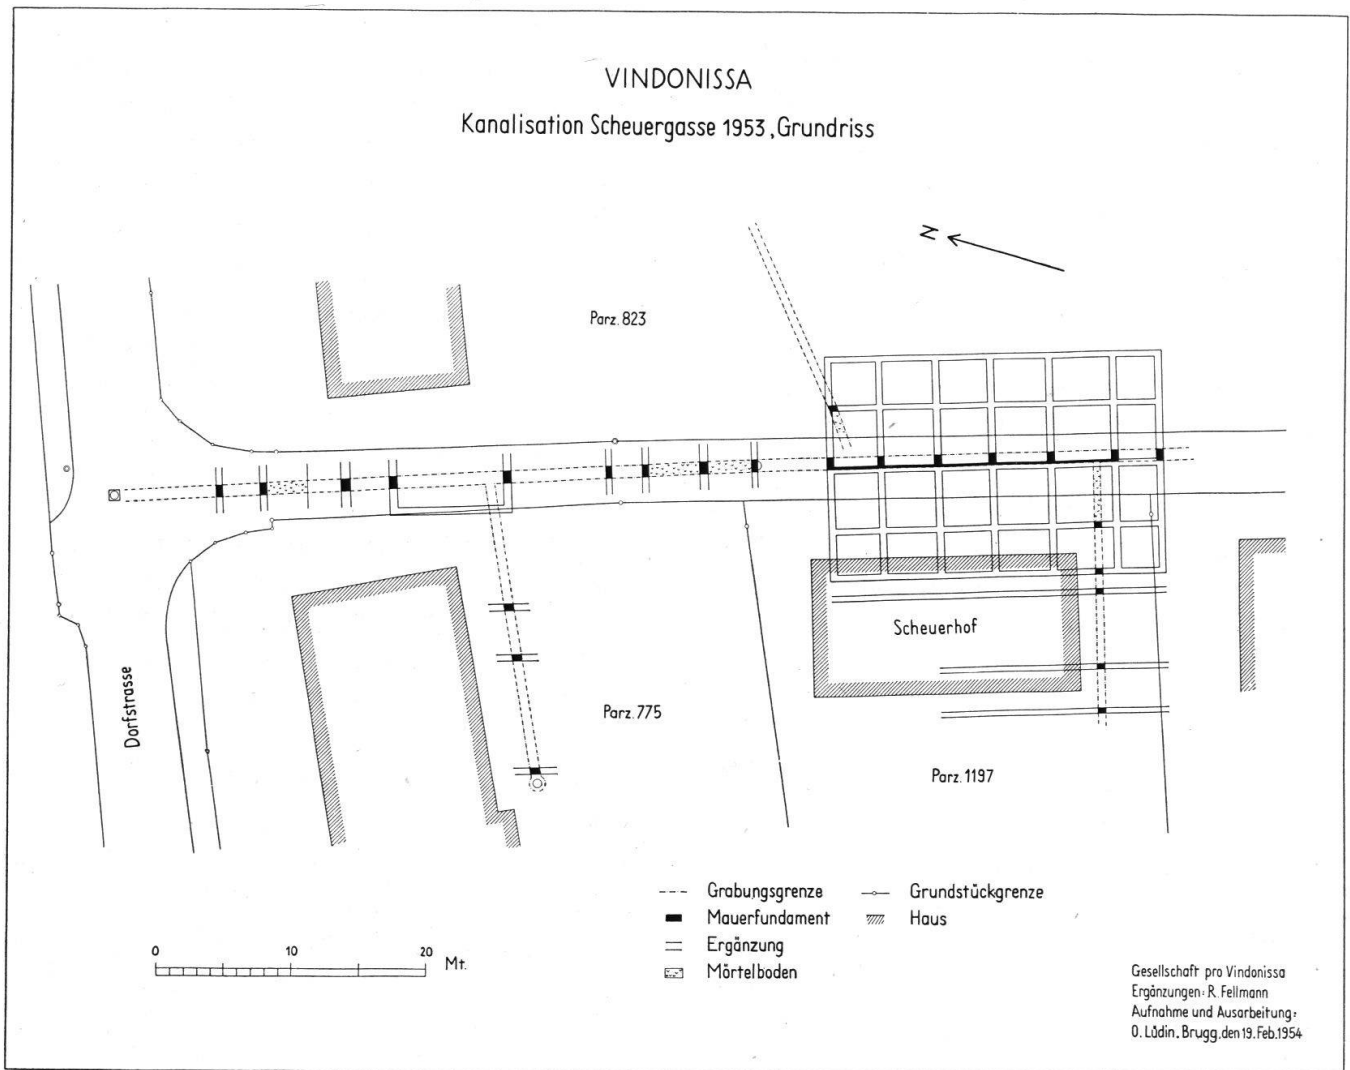 VINDONISSA
Kanalisation Scheuergasse 1953, Grundriss
N
Parz. 823
Scheuerhof
Dorfstrasse
Parz. 775
Parz. 1197
Grabungsgrenze
Grundstückgrenze
Mauerfundament
Haus
Ergänzung
Mörtelboden
0 10 20 Mt.
Gesellschaft pro Vindonissa
Ergänzungen: R. Fellmann
Aufnahme und Ausarbeitung:
O. Lüdin. Brugg, den 19. Feb. 1954